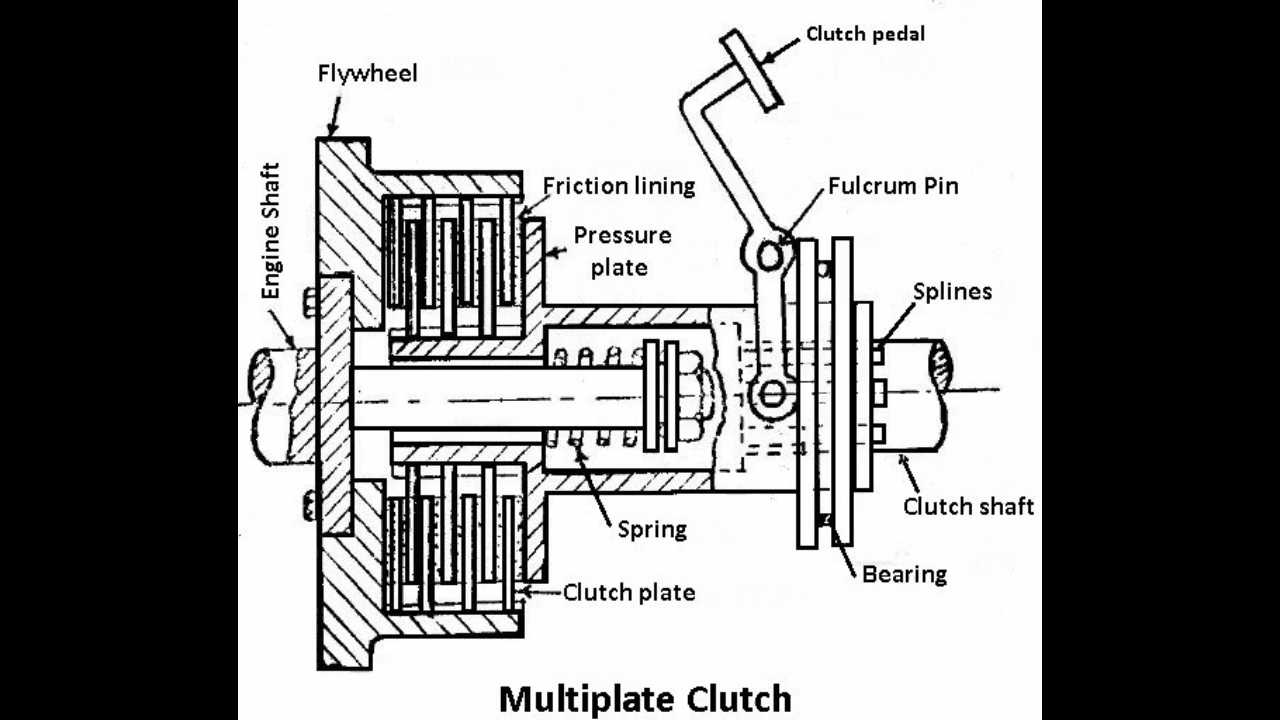 Clutch pedal
Flywheel
Engine Shaft
Friction lining
Fulcrum Pin
Pressure
plate
Splines
Clutch shaft
Spring
Bearing
Clutch plate
Multiplate Clutch